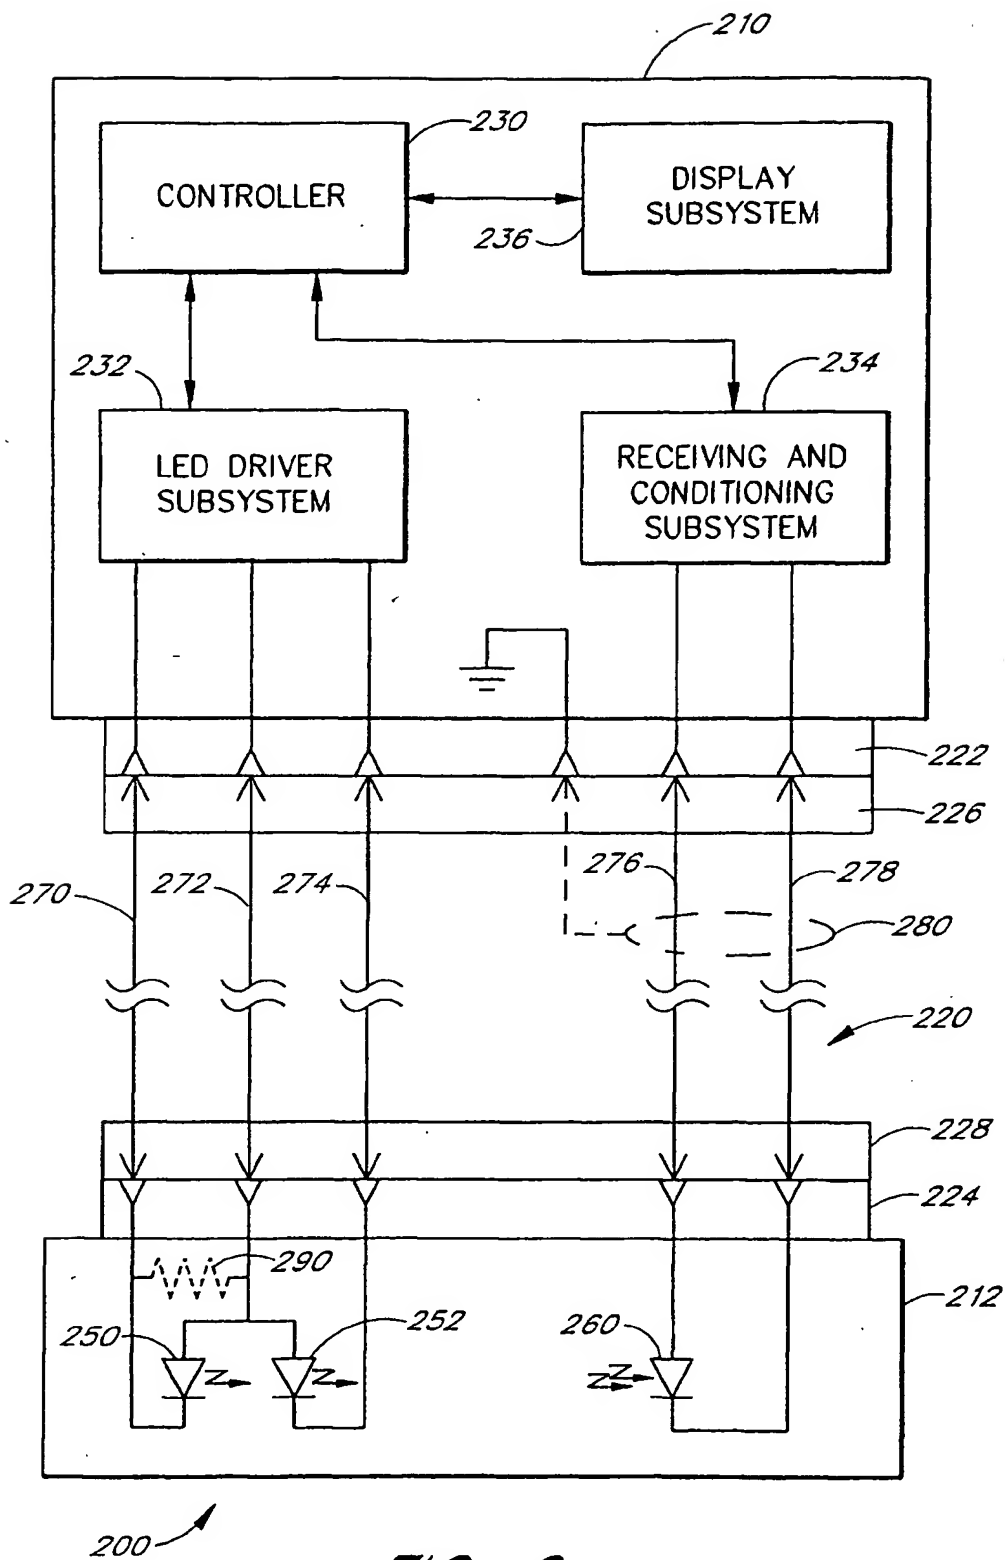 210
230
CONTROLLER
DISPLAY
SUBSYSTEM
236
232
234
LED DRIVER
SUBSYSTEM
RECEIVING AND
CONDITIONING
SUBSYSTEM
222
226
270
272
274
276
278
280
220
228
224
290
212
250
252
260
200